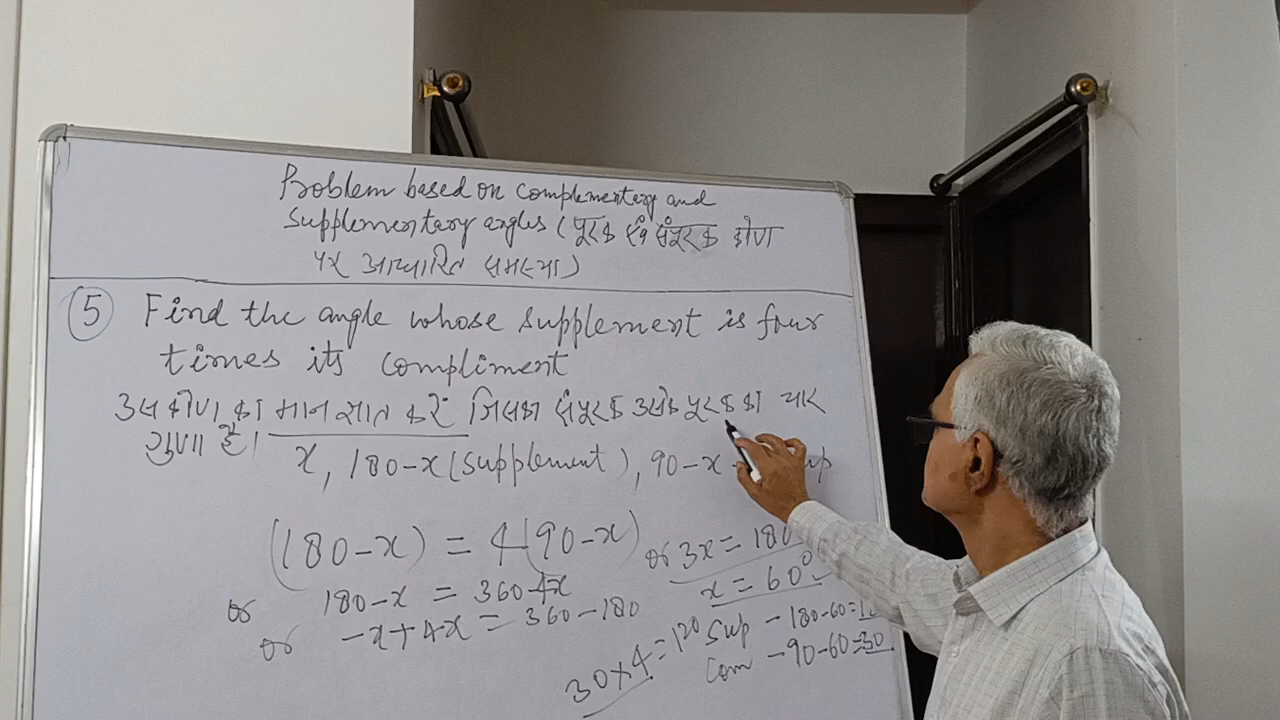 Problem based on complementary and
Supplementary angles (पूरक एंव संपूरक कोण
पर आधारित समस्या)
5 Find the angle whose supplement is four
times its compliment
उस कोण का मान ज्ञात करें जिसका संपूरक उसके पूरक का चार
गुणा है।
x, 180-x (Supplement), 90-x
(180-x) = 4(90-x)
or 180-x = 360-4x
or -x+4x = 360-180
or 3x = 180
x = 60°
30×4 = 120
Sup - 180-60=
Com - 90-60=30